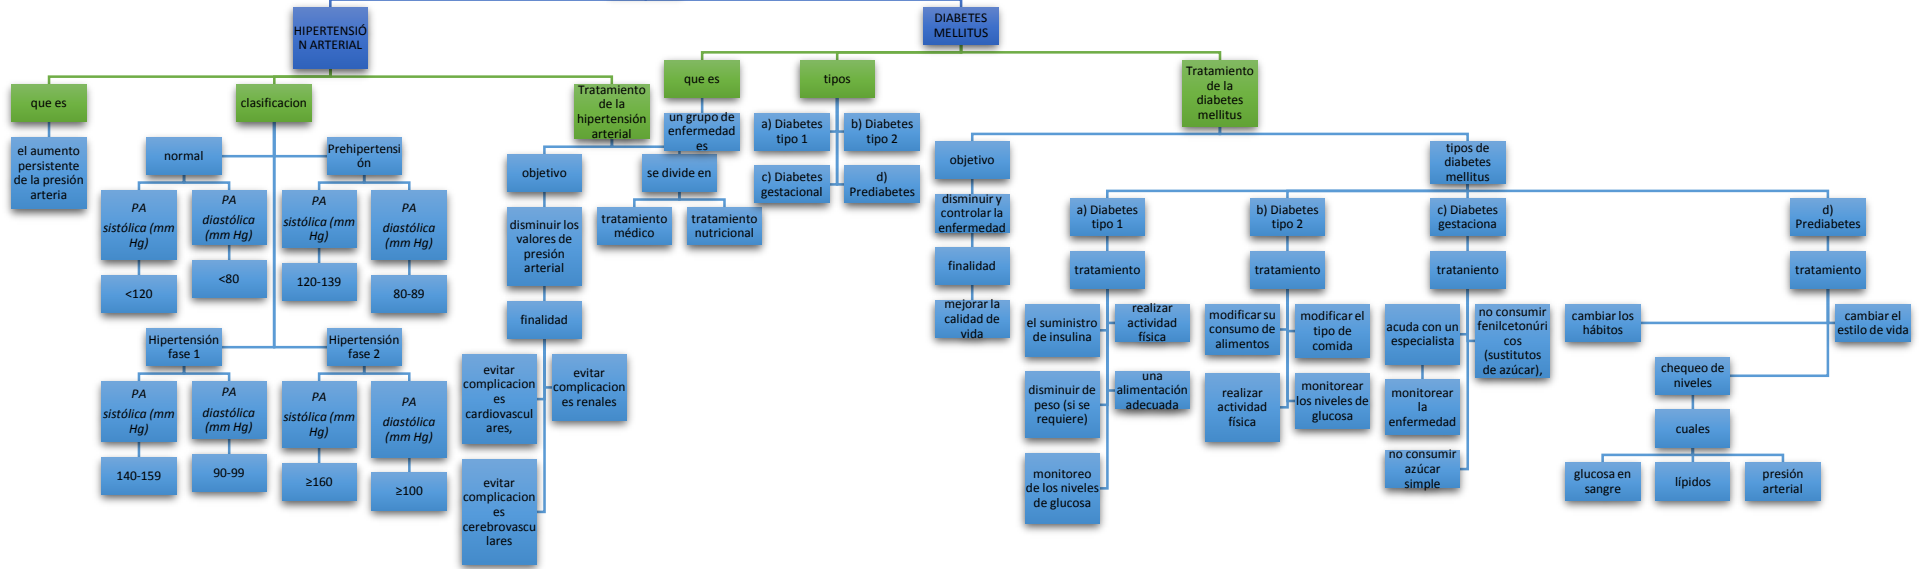 HIPERTENSIÓ
N ARTERIAL
que es
el aumento
persistente
de la presión
arteria
clasificacion
normal
PA
sistólica (mm
Hg)
<120
PA
diastólica
(mm Hg)
<80
Prehipertensi
ón
PA
sistólica (mm
Hg)
120-139
PA
diastólica
(mm Hg)
80-89
Hipertensión
fase 1
PA
sistólica (mm
Hg)
140-159
PA
diastólica
(mm Hg)
90-99
Hipertensión
fase 2
PA
sistólica (mm
Hg)
≥160
PA
diastólica
(mm Hg)
≥100
Tratamiento
de la
hipertensión
arterial
objetivo
disminuir los
valores de
presión
arterial
finalidad
evitar
complicacion
es
cardiovascul
ares,
evitar
complicacion
es renales
evitar
complicacion
es
cerebrovascu
lares
se divide en
tratamiento
médico
tratamiento
nutricional
DIABETES
MELLITUS
que es
un grupo de
enfermedad
es
tipos
a) Diabetes
tipo 1
b) Diabetes
tipo 2
c) Diabetes
gestacional
d)
Prediabetes
Tratamiento
de la
diabetes
mellitus
objetivo
disminuir y
controlar la
enfermedad
finalidad
mejorar la
calidad de
vida
tipos de
diabetes
mellitus
a) Diabetes
tipo 1
tratamiento
el suministro
de insulina
realizar
actividad
física
disminuir de
peso (si se
requiere)
una
alimentación
adecuada
monitoreo
de los niveles
de glucosa
b) Diabetes
tipo 2
tratamiento
modificar su
consumo de
alimentos
modificar el
tipo de
comida
realizar
actividad
física
monitorear
los niveles de
glucosa
c) Diabetes
gestaciona
trataniento
acuda con un
especialista
monitorear
la
enfermedad
no consumir
fenilcetonúri
cos
(sustitutos
de azúcar),
no consumir
azúcar
simple
d)
Prediabetes
tratamiento
cambiar los
hábitos
cambiar el
estilo de vida
chequeo de
niveles
cuales
glucosa en
sangre
lípidos
presión
arterial